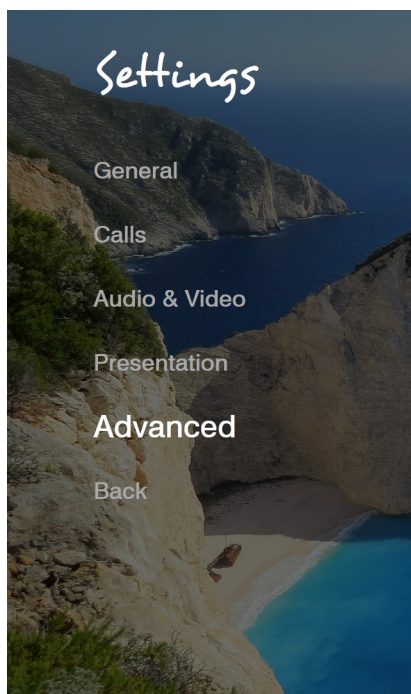 Settings
General
Calls
Audio & Video
Presentation
Advanced
Back